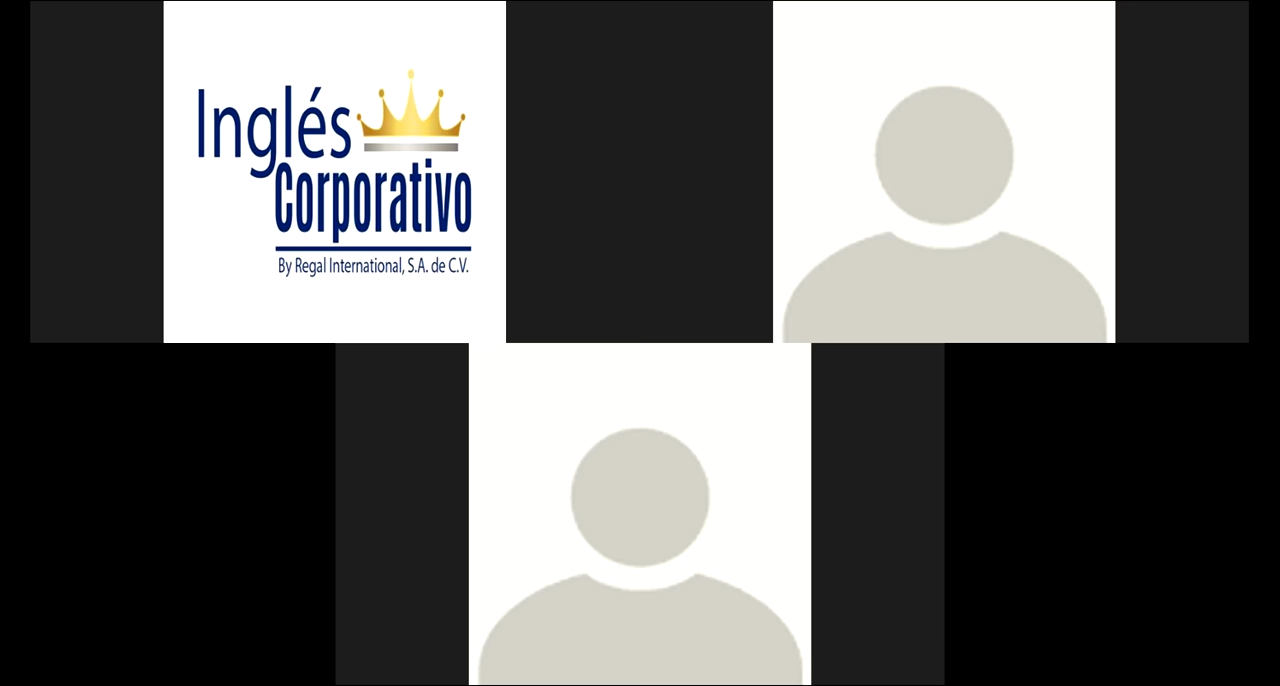 Inglés
Corporativo
By Regal International, S.A. de C.V.